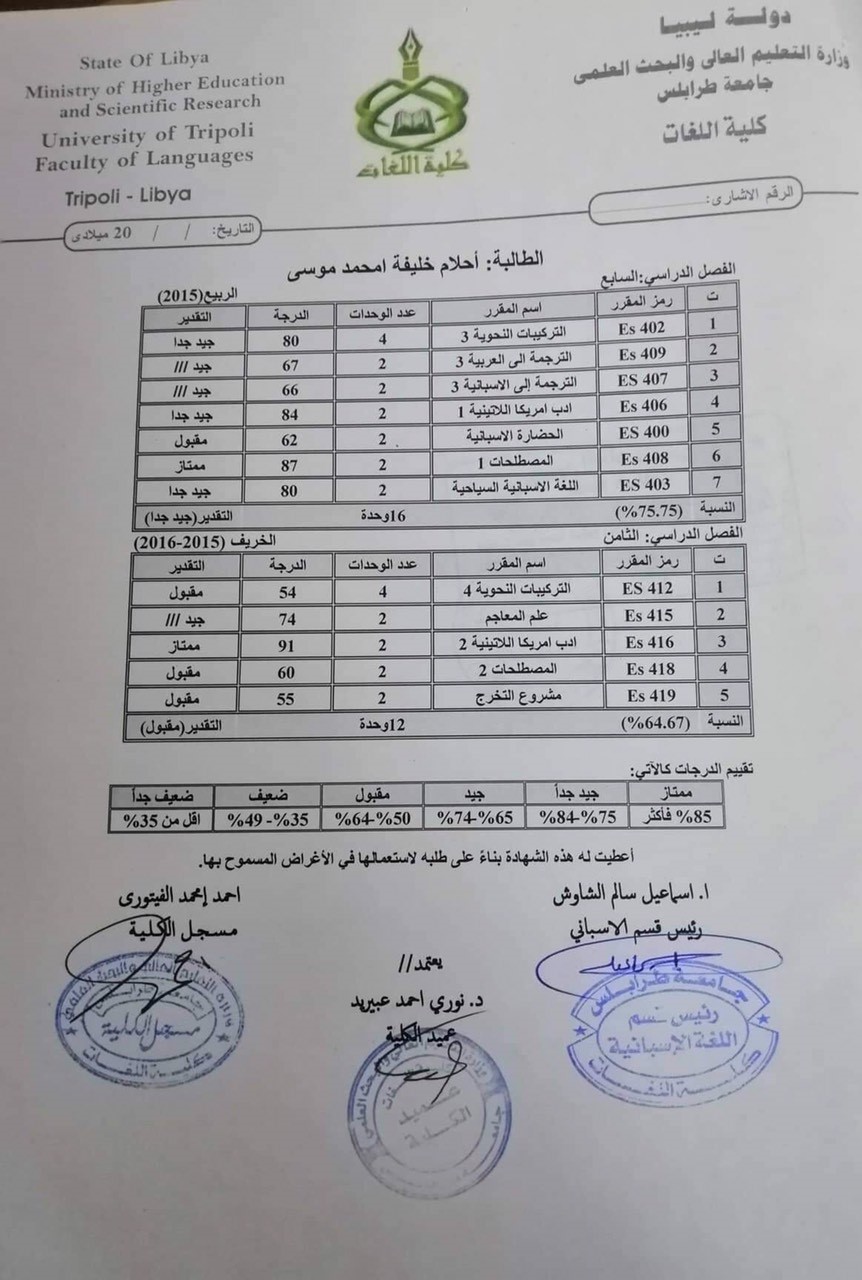 State Of Libya
Ministry of Higher Education
and Scientific Research
University of Tripoli
Faculty of Languages
Tripoli - Libya
كلية اللغات
دولة ليبيا
وزارة التعليم العالى والبحث العلمى
جامعة طرابلس
كلية اللغات
الرقم الاشارى:
التاريخ: / / 20 ميلادى
الطالبة: أحلام خليفة امحمد موسى
الفصل الدراسي:السابع الربيع(2015)
ت رمز المقرر اسم المقرر عدد الوحدات الدرجة التقدير
1 Es 402 التركيبات النحوية 3 4 80 جيد جدا
2 Es 409 الترجمة الى العربية 3 2 67 جيد ///
3 ES 407 الترجمة إلى الاسبانية 3 2 66 جيد ///
4 Es 406 ادب امريكا اللاتينية 1 2 84 جيد جدا
5 ES 400 الحضارة الاسبانية 2 62 مقبول
6 Es 408 المصطلحات 1 2 87 ممتاز
7 ES 403 اللغة الاسبانية السياحية 2 80 جيد جدا
النسبة (%75.75) 16وحدة التقدير(جيد جدا)
الفصل الدراسي: الثامن الخريف (2015-2016)
ت رمز المقرر اسم المقرر عدد الوحدات الدرجة التقدير
1 ES 412 التركيبات النحوية 4 4 54 مقبول
2 Es 415 علم المعاجم 2 74 جيد ///
3 Es 416 ادب امريكا اللاتينية 2 2 91 ممتاز
4 Es 418 المصطلحات 2 2 60 مقبول
5 Es 419 مشروع التخرج 2 55 مقبول
النسبة (%64.67) 12وحدة التقدير(مقبول)
تقييم الدرجات كالآتي:
ممتاز جيد جداً جيد مقبول ضعيف ضعيف جداً
%85 فأكثر %75-%84 %65-%74 %50-%64 %35- %49 اقل من 35%
أعطيت له هذه الشهادة بناءً على طلبه لاستعمالها في الأغراض المسموح بها.
ا. اسماعيل سالم الشاوش
رئيس قسم الاسباني
احمد إمحمد الفيتورى
مسجل الكلية
يعتمد//
د. نوري احمد عبيريد
عميد الكلية
جامعة طرابلس
رئيس قسم
اللغة الإسبانية
كلية اللغات
مسجل الكلية
كلية اللغات
عميد
الكلية